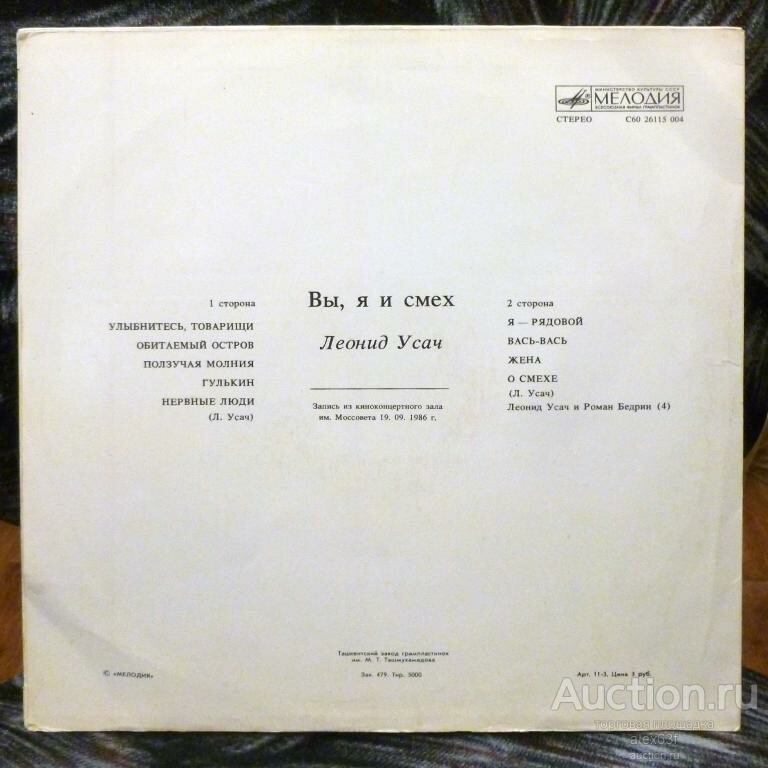 МИНИСТЕРСТВО КУЛЬТУРЫ СССР
МЕЛОДИЯ
ВСЕСОЮЗНАЯ ФИРМА ГРАМПЛАСТИНОК
СТЕРЕО С60 26115 004
Вы, я и смех
Леонид Усач
1 сторона
УЛЫБНИТЕСЬ, ТОВАРИЩИ
ОБИТАЕМЫЙ ОСТРОВ
ПОЛЗУЧАЯ МОЛНИЯ
ГУЛЬКИН
НЕРВНЫЕ ЛЮДИ
(Л. Усач)
Запись из киноконцертного зала
им. Моссовета 19. 09. 1986 г.
2 сторона
Я — РЯДОВОЙ
ВАСЬ-ВАСЬ
ЖЕНА
О СМЕХЕ
(Л. Усач)
Леонид Усач и Роман Бедрин (4)
Ташкентский завод грампластинок
им. М. Т. Ташмухамедова
Зак. 479. Тир. 5000
© «МЕЛОДИЯ»
Арт. 11-3. Цена 3 руб.
Auction.ru
торговая площадка
alex63f
auction.ru